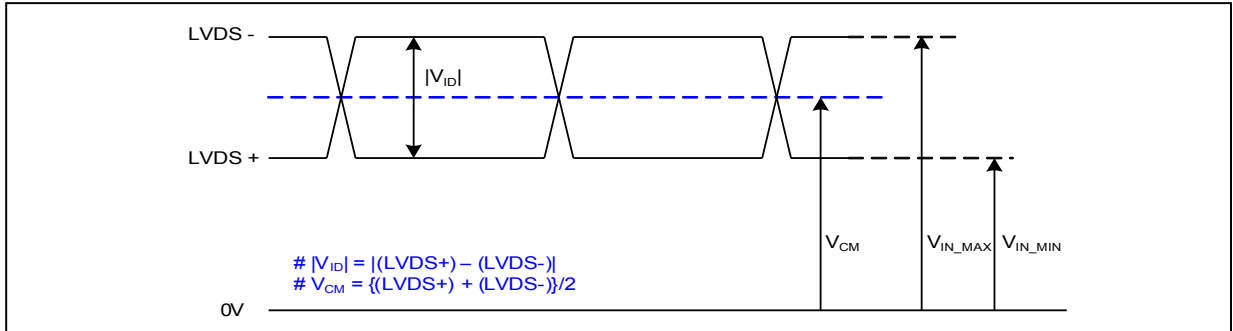 LVDS -
|VID|
LVDS +
VCM
VIN_MAX
VIN_MIN
# |VID| = |(LVDS+) – (LVDS-)|
# VCM = {(LVDS+) + (LVDS-)}/2
0V